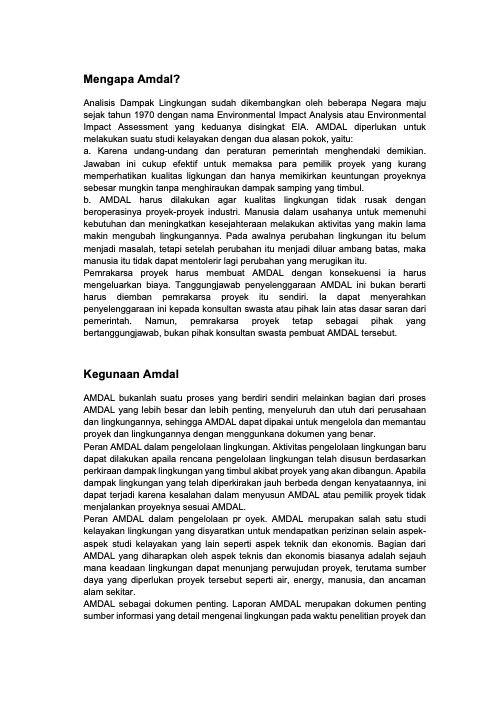 Mengapa Amdal?
Analisis Dampak Lingkungan sudah dikembangkan oleh beberapa Negara maju
sejak tahun 1970 dengan nama Environmental Impact Analysis atau Environmental
Impact Assessment yang keduanya disingkat EIA. AMDAL diperlukan untuk
melakukan suatu studi kelayakan dengan dua alasan pokok, yaitu:
a. Karena undang-undang dan peraturan pemerintah menghendaki demikian.
Jawaban ini cukup efektif untuk memaksa para pemilik proyek yang kurang
memperhatikan kualitas ligkungan dan hanya memikirkan keuntungan proyeknya
sebesar mungkin tanpa menghiraukan dampak samping yang timbul.
b. AMDAL harus dilakukan agar kualitas lingkungan tidak rusak dengan
beroperasinya proyek-proyek industri. Manusia dalam usahanya untuk memenuhi
kebutuhan dan meningkatkan kesejahteraan melakukan aktivitas yang makin lama
makin mengubah lingkungannya. Pada awalnya perubahan lingkungan itu belum
menjadi masalah, tetapi setelah perubahan itu menjadi diluar ambang batas, maka
manusia itu tidak dapat mentolerir lagi perubahan yang merugikan itu.
Pemrakarsa proyek harus membuat AMDAL dengan konsekuensi ia harus
mengeluarkan biaya. Tanggungjawab penyelenggaraan AMDAL ini bukan berarti
harus diemban pemrakarsa proyek itu sendiri. Ia dapat menyerahkan
penyelenggaraan ini kepada konsultan swasta atau pihak lain atas dasar saran dari
pemerintah. Namun, pemrakarsa proyek tetap sebagai pihak yang
bertanggungjawab, bukan pihak konsultan swasta pembuat AMDAL tersebut.
Kegunaan Amdal
AMDAL bukanlah suatu proses yang berdiri sendiri melainkan bagian dari proses
AMDAL yang lebih besar dan lebih penting, menyeluruh dan utuh dari perusahaan
dan lingkungannya, sehingga AMDAL dapat dipakai untuk mengelola dan memantau
proyek dan lingkungannya dengan menggunkana dokumen yang benar.
Peran AMDAL dalam pengelolaan lingkungan. Aktivitas pengelolaan lingkungan baru
dapat dilakukan apaila rencana pengelolaan lingkungan telah disusun berdasarkan
perkiraan dampak lingkungan yang timbul akibat proyek yang akan dibangun. Apabila
dampak lingkungan yang telah diperkirakan jauh berbeda dengan kenyataannya, ini
dapat terjadi karena kesalahan dalam menyusun AMDAL atau pemilik proyek tidak
menjalankan proyeknya sesuai AMDAL.
Peran AMDAL dalam pengelolaan pr oyek. AMDAL merupakan salah satu studi
kelayakan lingkungan yang disyaratkan untuk mendapatkan perizinan selain aspek-
aspek studi kelayakan yang lain seperti aspek teknik dan ekonomis. Bagian dari
AMDAL yang diharapkan oleh aspek teknis dan ekonomis biasanya adalah sejauh
mana keadaan lingkungan dapat menunjang perwujudan proyek, terutama sumber
daya yang diperlukan proyek tersebut seperti air, energy, manusia, dan ancaman
alam sekitar.
AMDAL sebagai dokumen penting. Laporan AMDAL merupakan dokumen penting
sumber informasi yang detail mengenai lingkungan pada waktu penelitian proyek dan